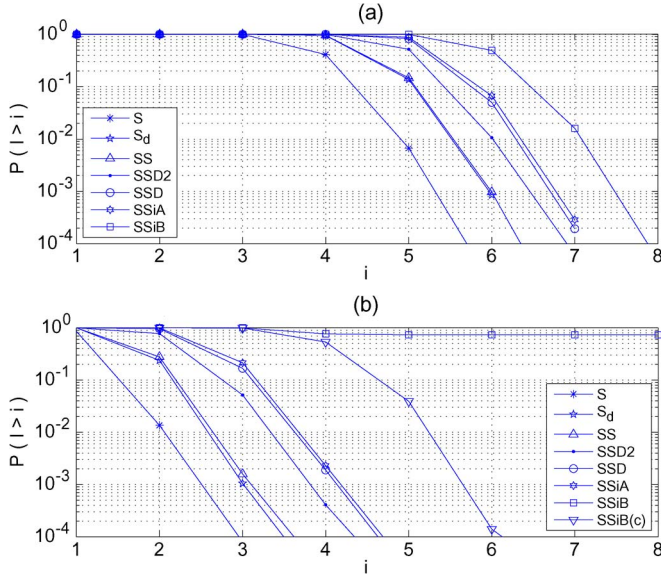 (a)
P ( I > i )
10^0
10^-1
10^-2
10^-3
10^-4
S
S_d
SS
SSD2
SSD
SSiA
SSiB
1 2 3 4 5 6 7 8
i
(b)
P ( I > i )
10^0
10^-1
10^-2
10^-3
10^-4
S
S_d
SS
SSD2
SSD
SSiA
SSiB
SSiB(c)
1 2 3 4 5 6 7 8
i